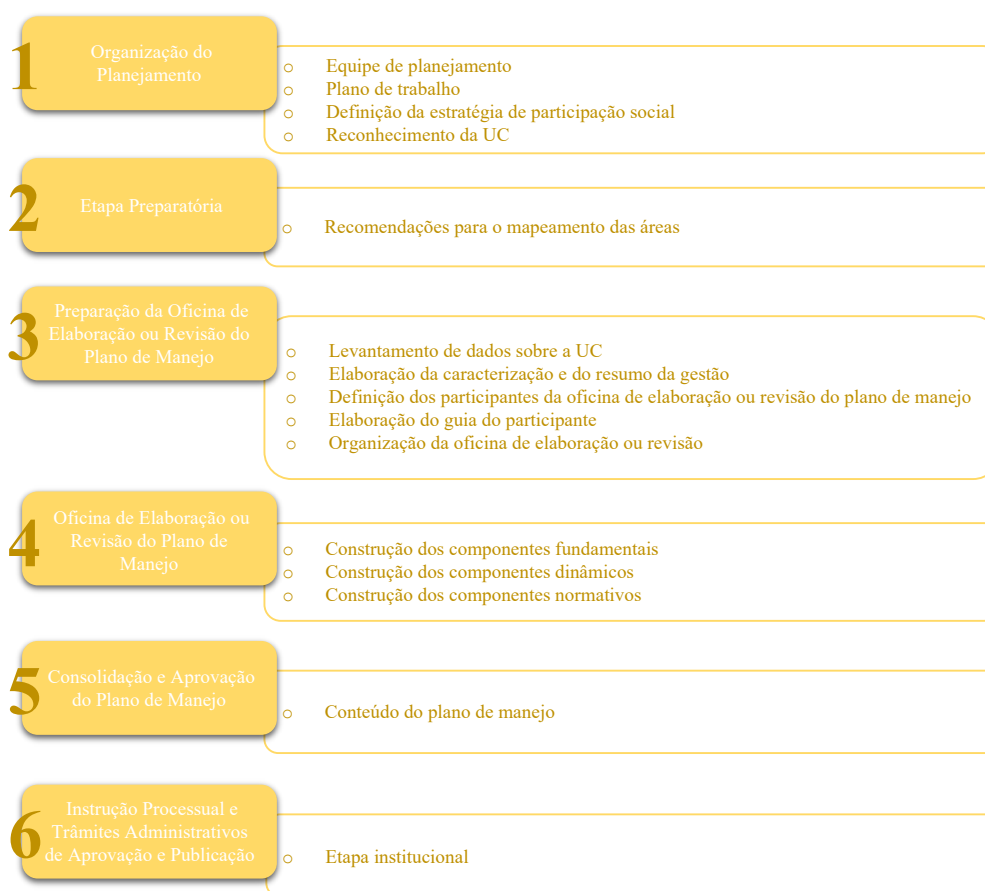 1
Organização do
Planejamento
o Equipe de planejamento
o Plano de trabalho
o Definição da estratégia de participação social
o Reconhecimento da UC
2
Etapa Preparatória
o Recomendações para o mapeamento das áreas
3
Preparação da Oficina de
Elaboração ou Revisão do
Plano de Manejo
o Levantamento de dados sobre a UC
o Elaboração da caracterização e do resumo da gestão
o Definição dos participantes da oficina de elaboração ou revisão do plano de manejo
o Elaboração do guia do participante
o Organização da oficina de elaboração ou revisão
4
Oficina de Elaboração ou
Revisão do Plano de
Manejo
o Construção dos componentes fundamentais
o Construção dos componentes dinâmicos
o Construção dos componentes normativos
5
Consolidação e Aprovação
do Plano de Manejo
o Conteúdo do plano de manejo
6
Instrução Processual e
Trâmites Administrativos
de Aprovação e Publicação
o Etapa institucional